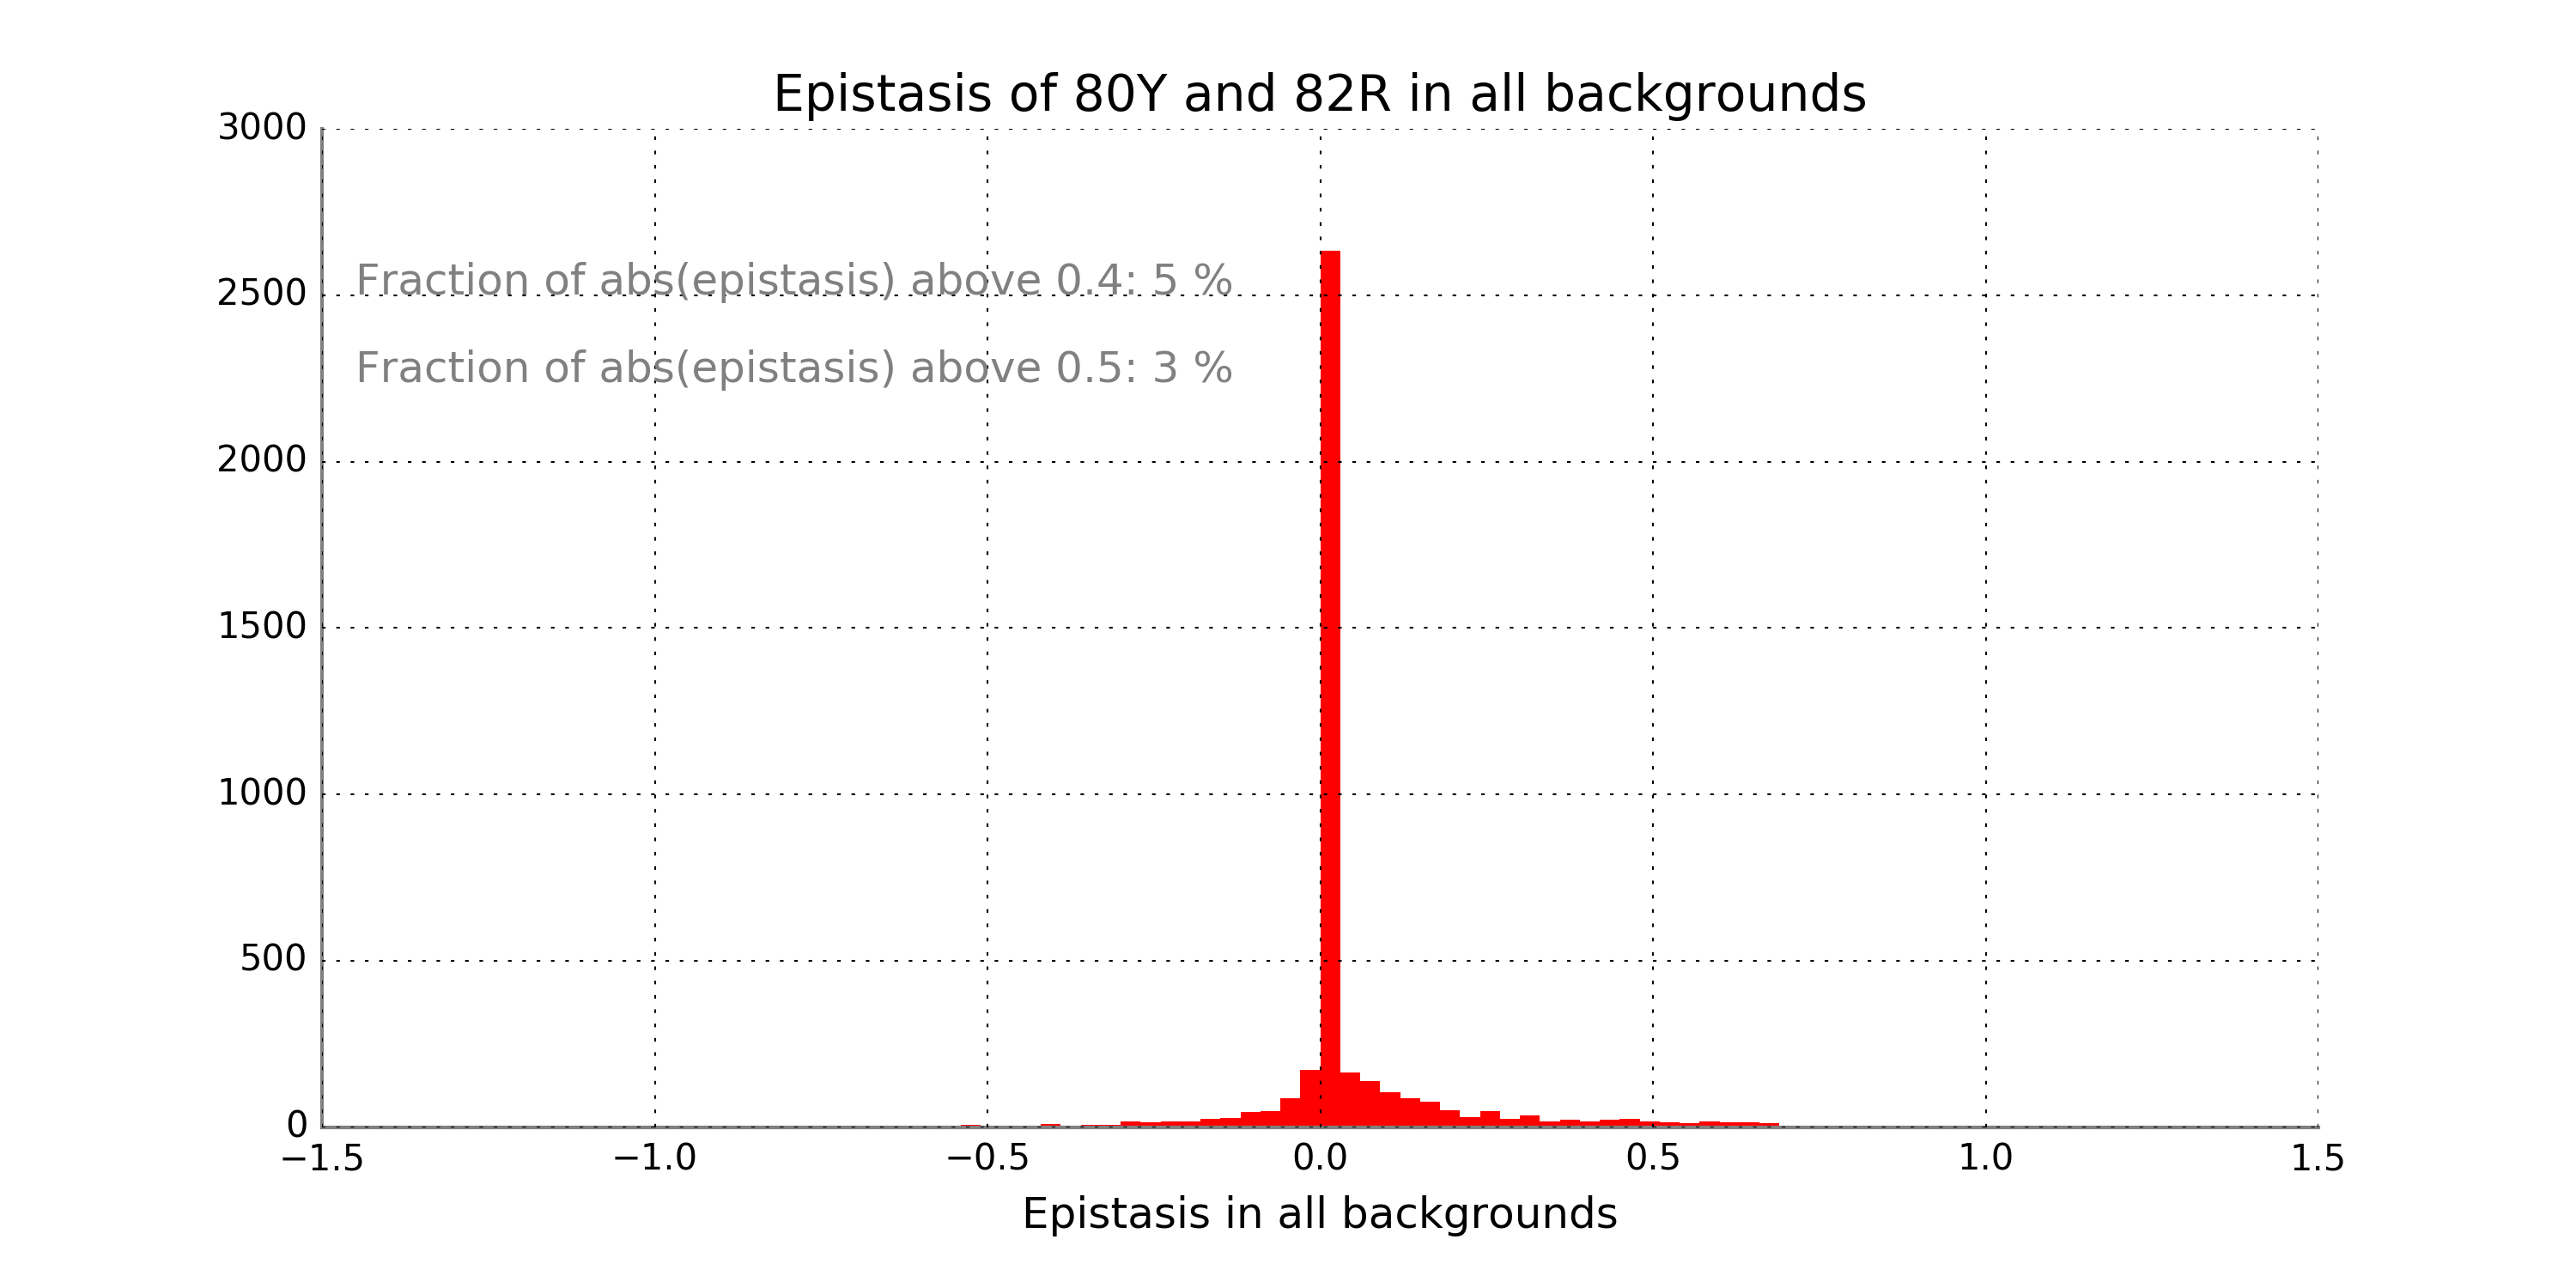 Epistasis of 80Y and 82R in all backgrounds
3000
2500
2000
1500
1000
500
0
Fraction of abs(epistasis) above 0.4: 5 %
Fraction of abs(epistasis) above 0.5: 3 %
−1.5 −1.0 −0.5 0.0 0.5 1.0 1.5
Epistasis in all backgrounds